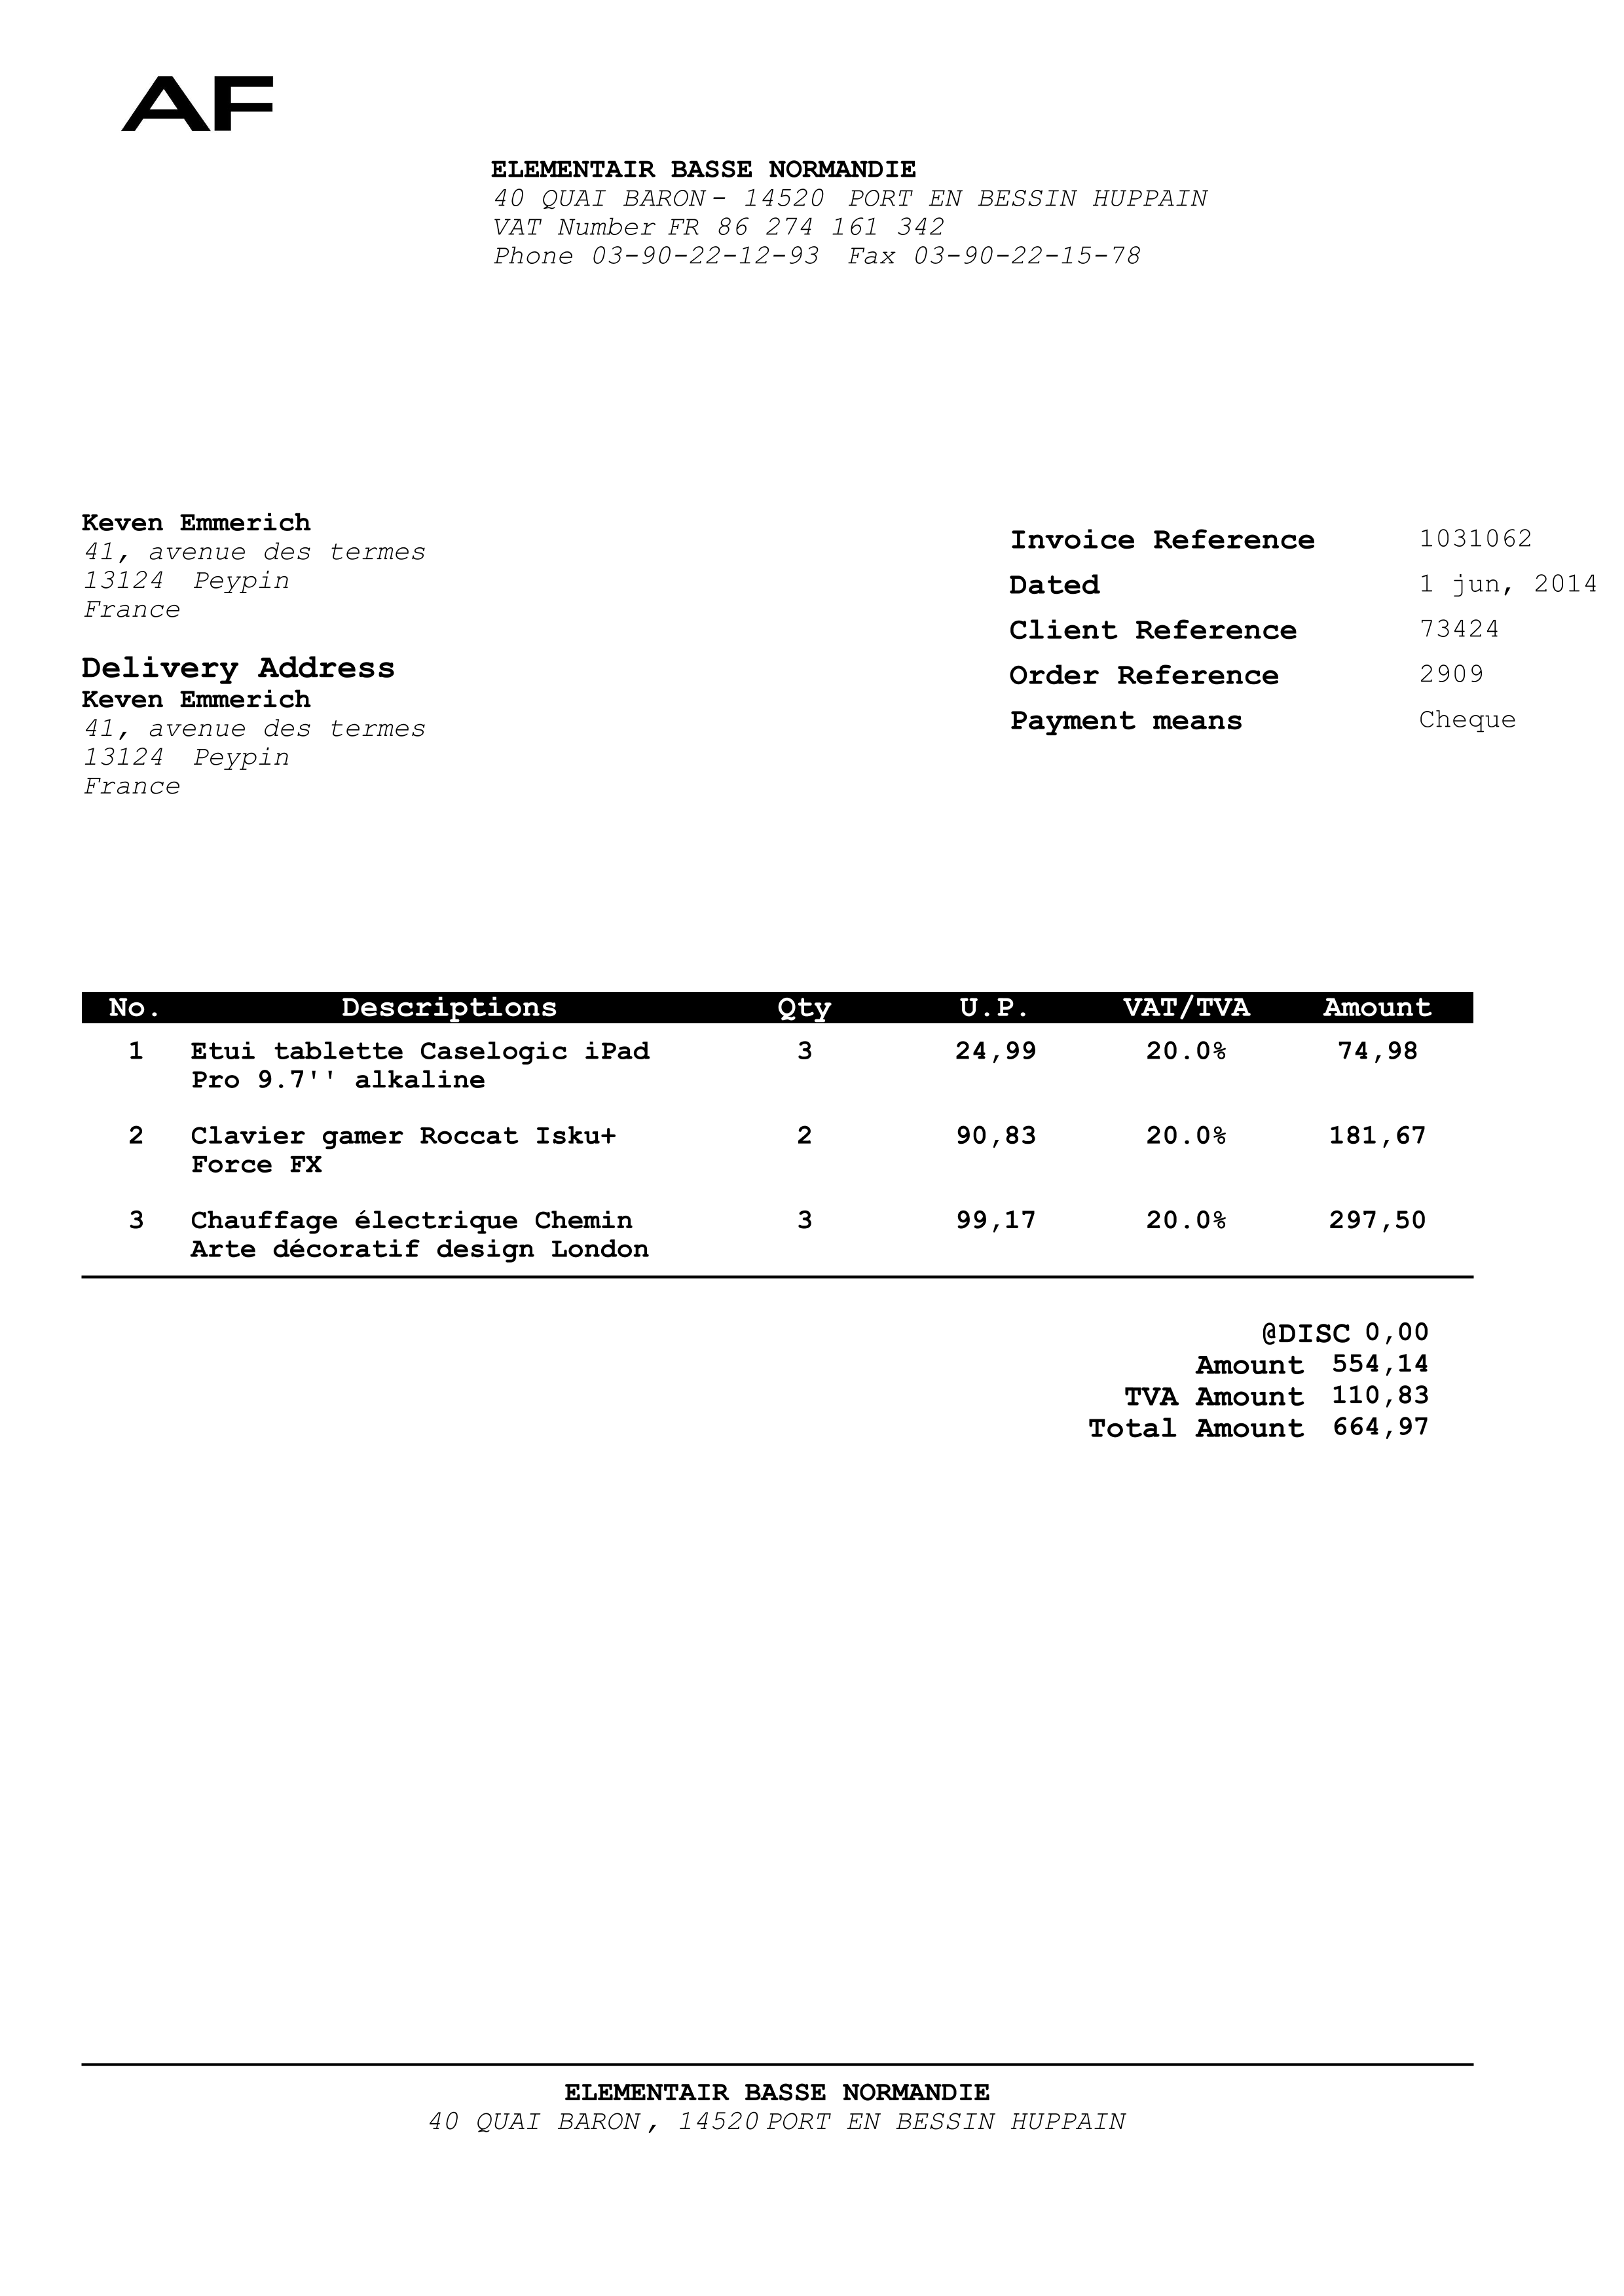 AF
ELEMENTAIR BASSE NORMANDIE
40 QUAI BARON - 14520 PORT EN BESSIN HUPPAIN
VAT Number FR 86 274 161 342
Phone 03-90-22-12-93 Fax 03-90-22-15-78
Keven Emmerich
41, avenue des termes
13124 Peypin
France
Delivery Address
Keven Emmerich
41, avenue des termes
13124 Peypin
France
Invoice Reference 1031062
Dated 1 jun, 2014
Client Reference 73424
Order Reference 2909
Payment means Cheque
No. Descriptions Qty U.P. VAT/TVA Amount
1 Etui tablette Caselogic iPad 3 24,99 20.0% 74,98
Pro 9.7'' alkaline
2 Clavier gamer Roccat Isku+ 2 90,83 20.0% 181,67
Force FX
3 Chauffage électrique Chemin 3 99,17 20.0% 297,50
Arte décoratif design London
@DISC 0,00
Amount 554,14
TVA Amount 110,83
Total Amount 664,97
ELEMENTAIR BASSE NORMANDIE
40 QUAI BARON , 14520 PORT EN BESSIN HUPPAIN